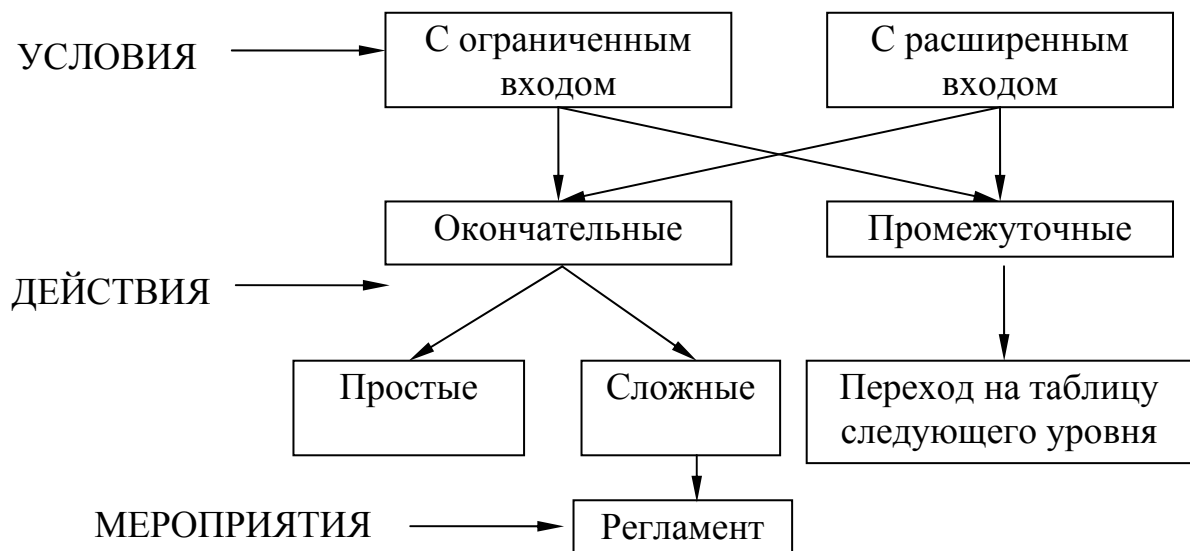 УСЛОВИЯ
С ограниченным
входом
С расширенным
входом
Окончательные
Промежуточные
ДЕЙСТВИЯ
Простые
Сложные
Переход на таблицу
следующего уровня
МЕРОПРИЯТИЯ
Регламент